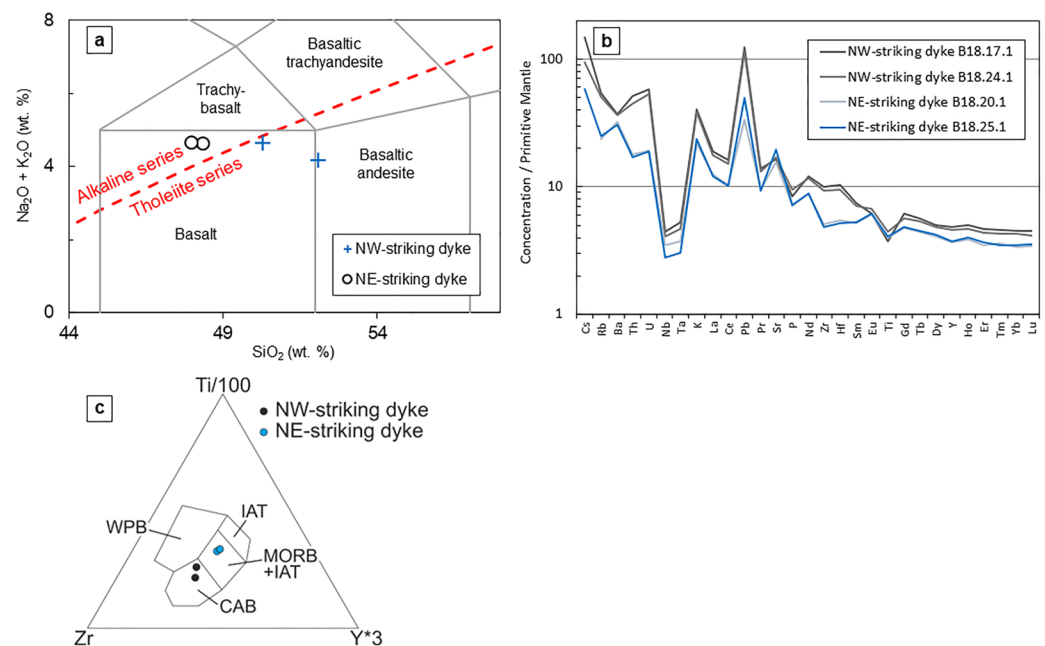 a
8
4
0
44
49
54
Na2O + K2O (wt. %)
SiO2 (wt. %)
Basaltic
trachyandesite
Trachy-
basalt
Basaltic
andesite
Basalt
Alkaline series
Tholeiite series
NW-striking dyke
NE-striking dyke
b
100
10
1
Concentration / Primitive Mantle
NW-striking dyke B18.17.1
NW-striking dyke B18.24.1
NE-striking dyke B18.20.1
NE-striking dyke B18.25.1
Cs Rb Ba Th U Nb Ta K La Ce Pb Pr Sr P Nd Zr Hf Sm Eu Ti Gd Tb Dy Y Ho Er Tm Yb Lu
c
Ti/100
NW-striking dyke
NE-striking dyke
WPB
IAT
MORB
+IAT
CAB
Zr
Y*3